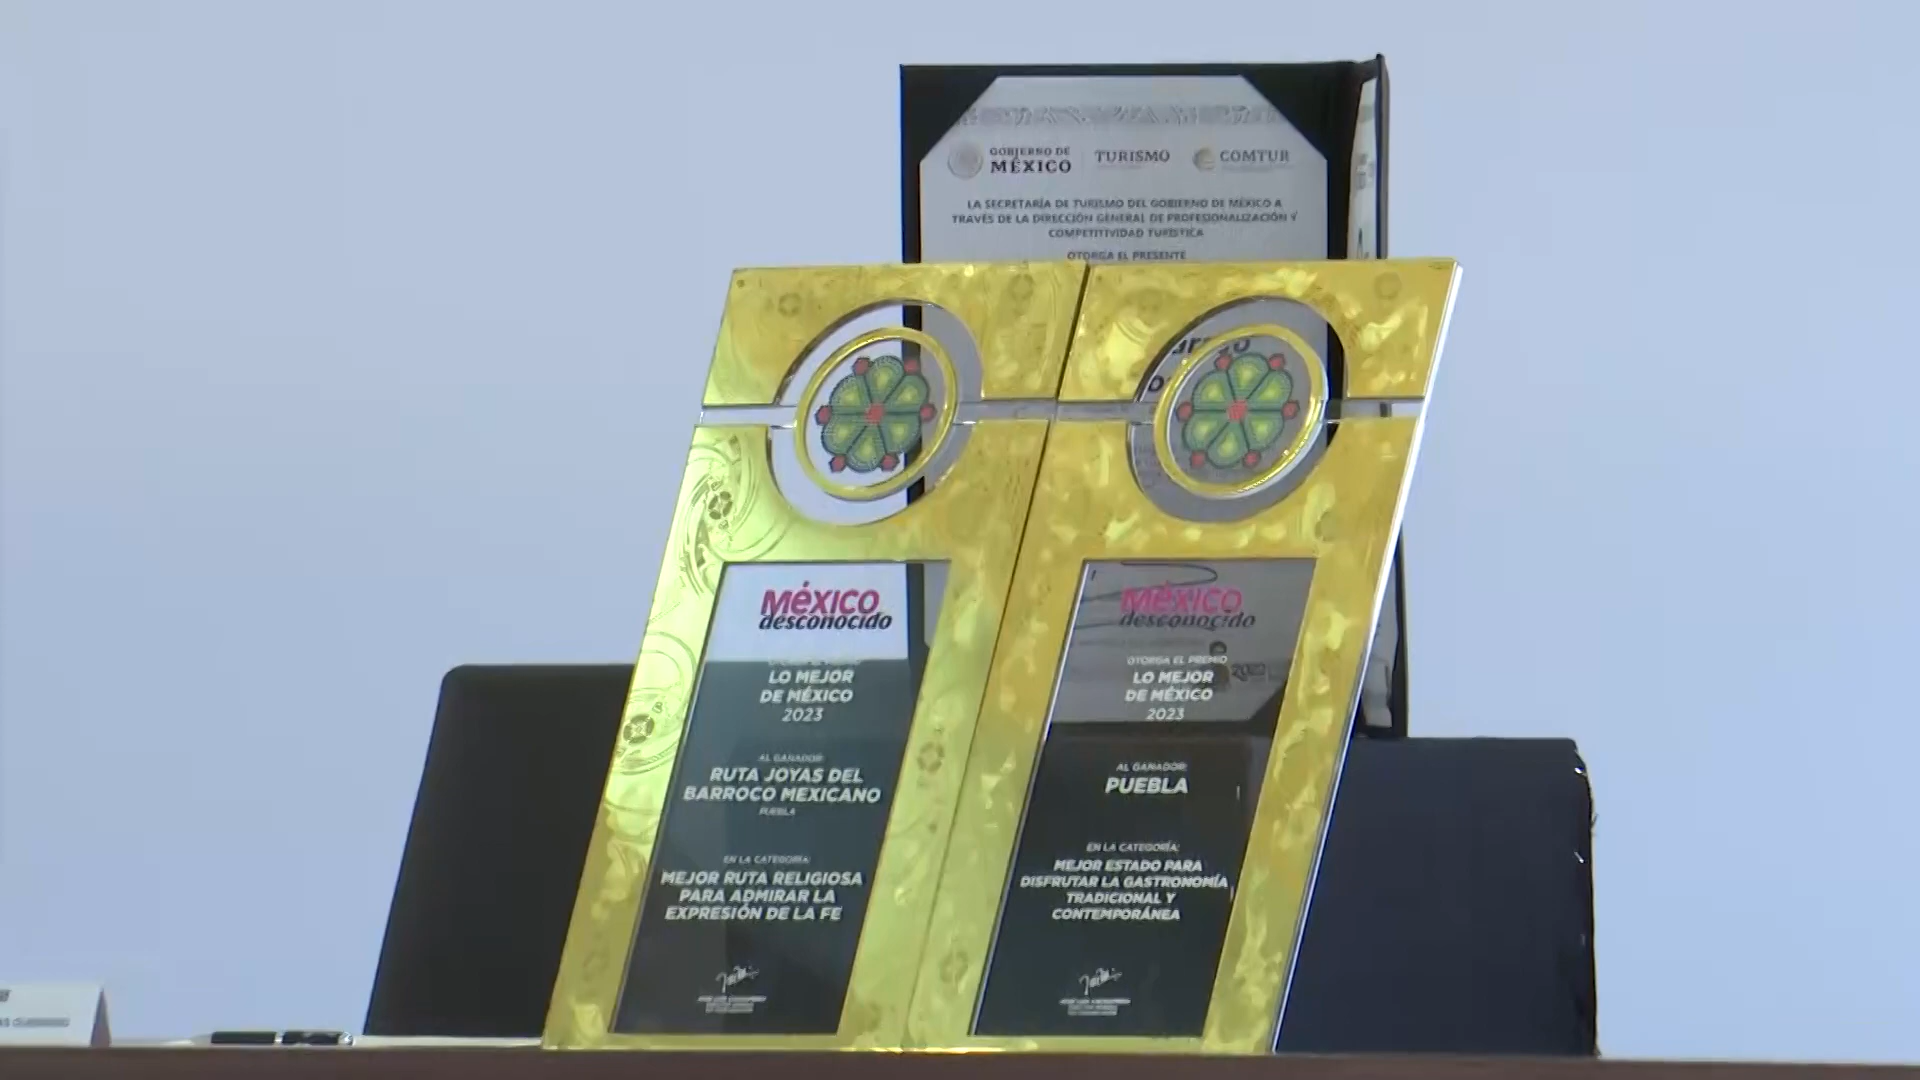 GOBIERNO DE
MÉXICO
TURISMO
COMTUR
LA SECRETARÍA DE TURISMO DEL GOBIERNO DE MÉXICO A
TRAVÉS DE LA DIRECCIÓN GENERAL DE PROFESIONALIZACIÓN Y
COMPETITIVIDAD TURÍSTICA
OTORGA EL PRESENTE
MéXICO
desconocido
LO MEJOR
DE MÉXICO
2023
AL GANADOR:
RUTA JOYAS DEL
BARROCO MEXICANO
PUEBLA
EN LA CATEGORÍA:
MEJOR RUTA RELIGIOSA
PARA ADMIRAR LA
EXPRESIÓN DE LA FE
MéXICO
desconocido
OTORGA EL PREMIO
LO MEJOR
DE MÉXICO
2023
AL GANADOR:
PUEBLA
EN LA CATEGORÍA:
MEJOR ESTADO PARA
DISFRUTAR LA GASTRONOMÍA
TRADICIONAL Y
CONTEMPORÁNEA
2022